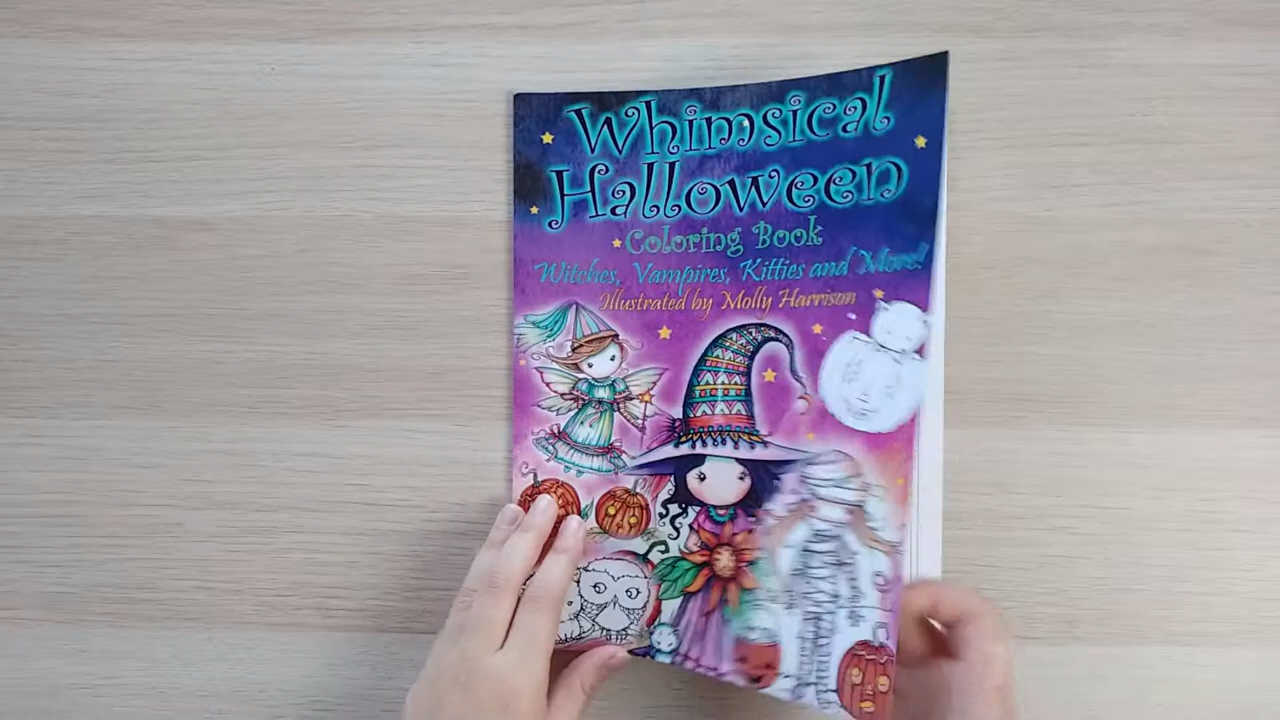 Whimsical
Halloween
Coloring Book
Witches, Vampires, Kitties and More!
Illustrated by Molly Harrison